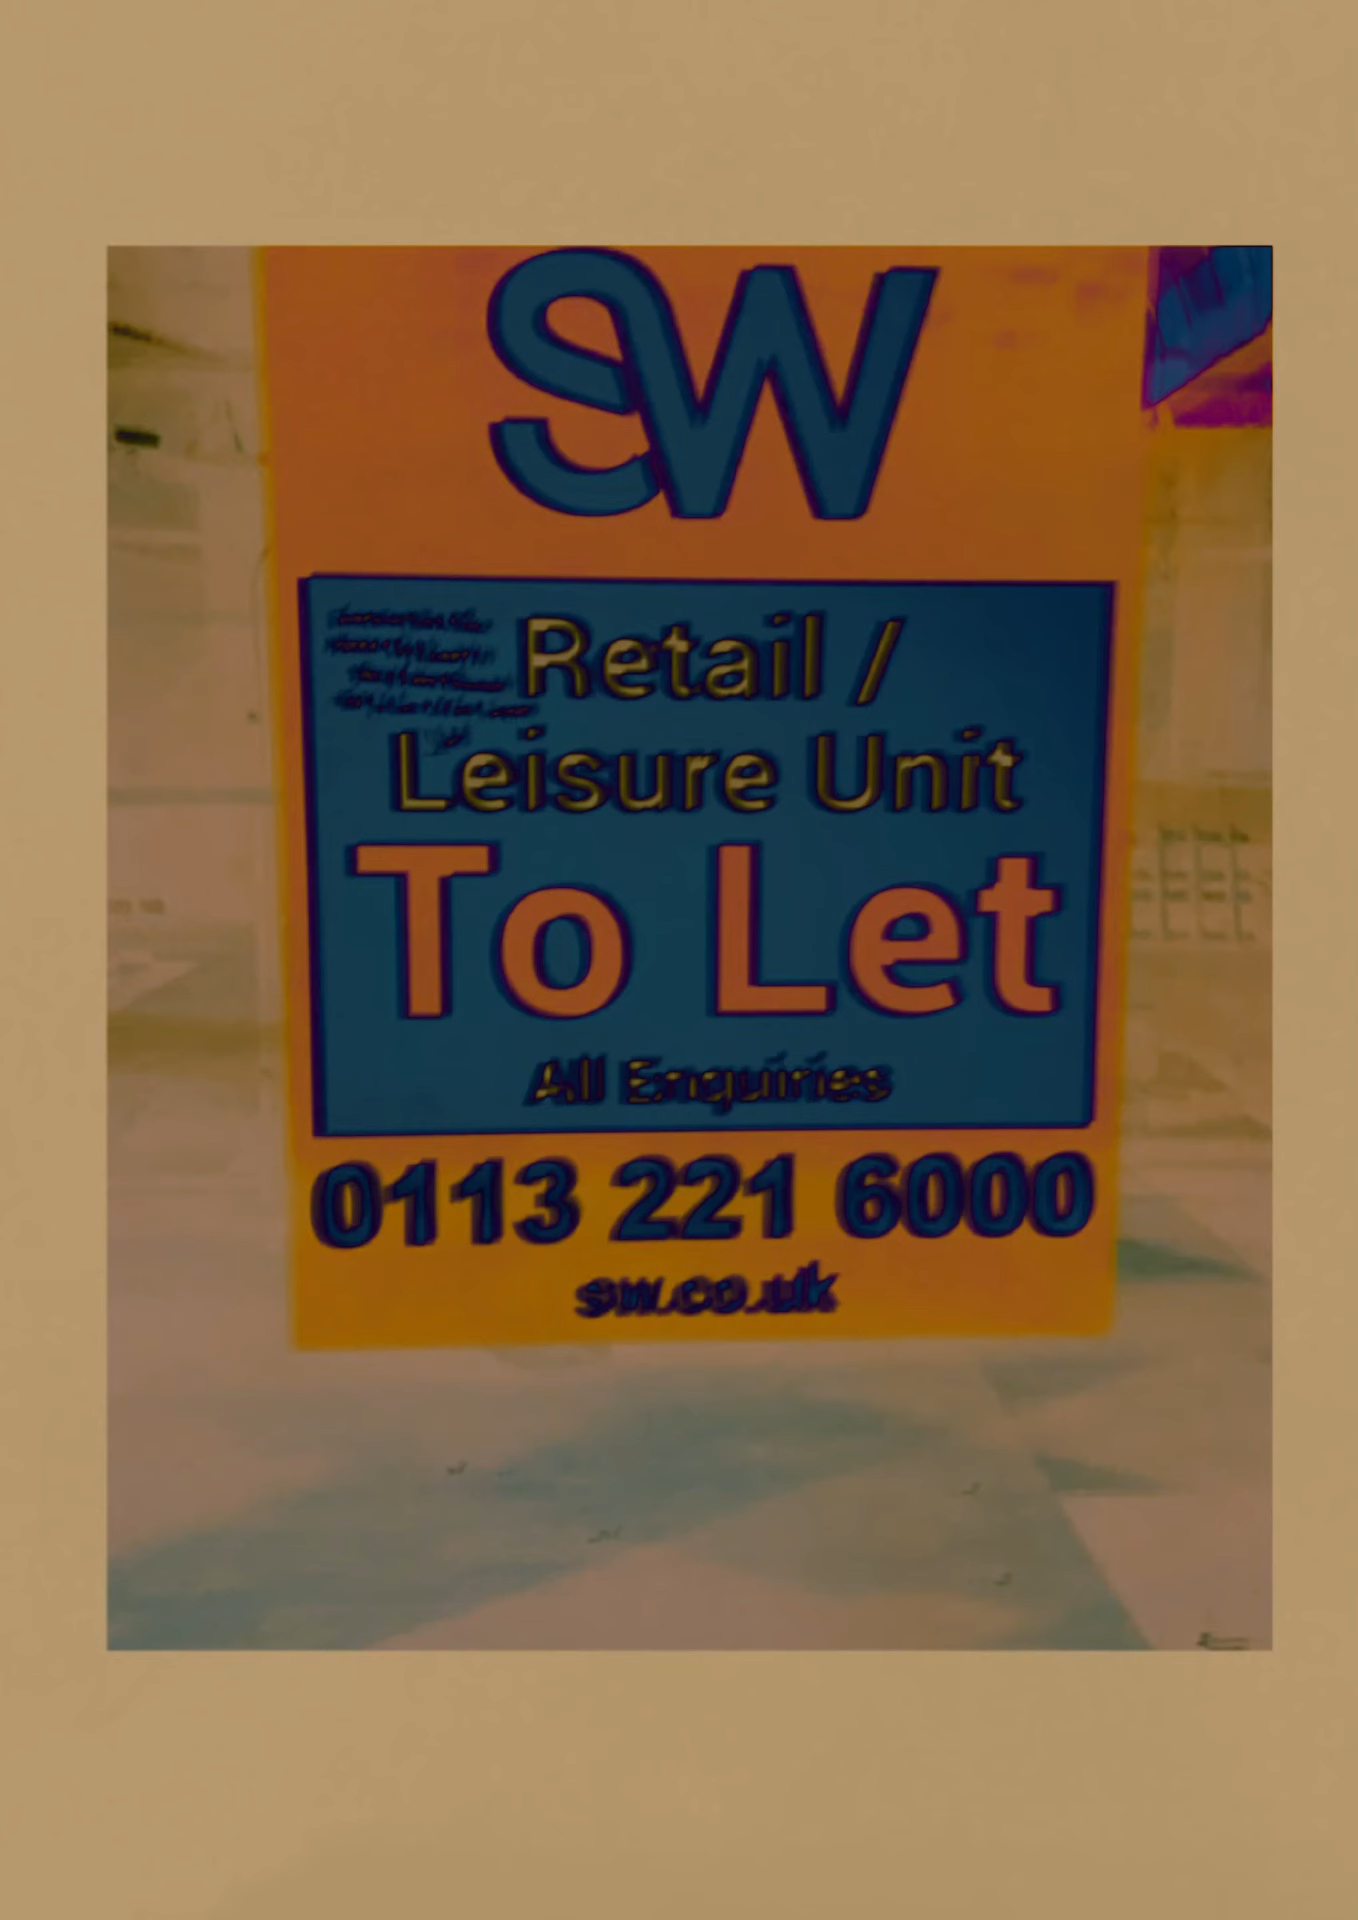 SW
Retail /
Leisure Unit
To Let
All Enquiries
0113 221 6000
sw.co.uk